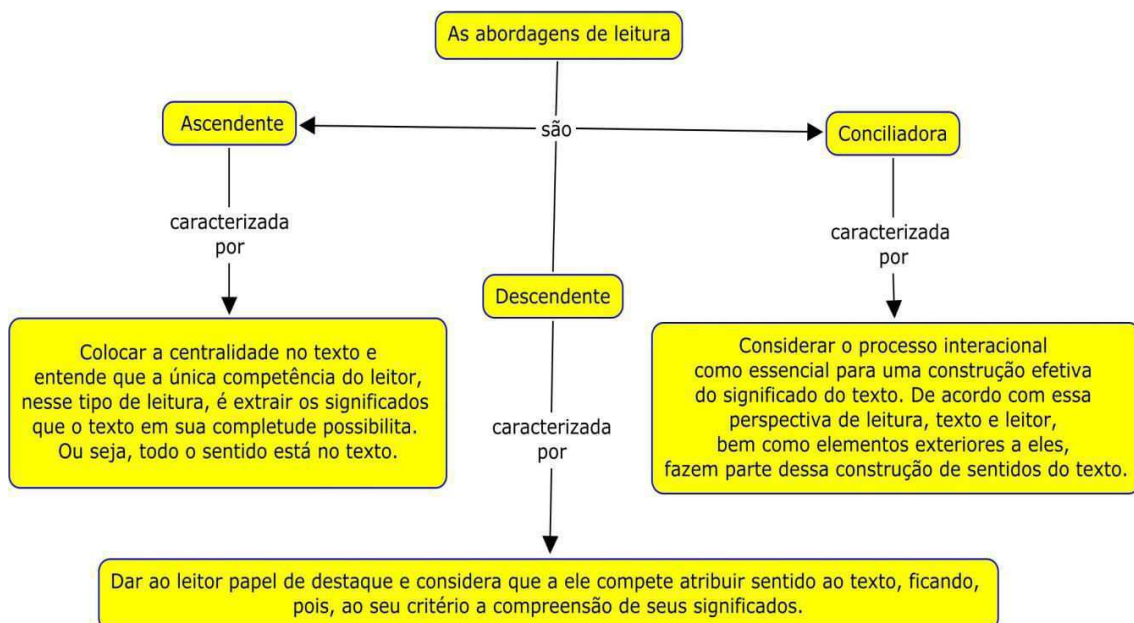 As abordagens de leitura
Ascendente
são
Conciliadora
caracterizada
por
caracterizada
por
Descendente
Colocar a centralidade no texto e
entende que a única competência do leitor,
nesse tipo de leitura, é extrair os significados
que o texto em sua completude possibilita.
Ou seja, todo o sentido está no texto.
Considerar o processo interacional
como essencial para uma construção efetiva
do significado do texto. De acordo com essa
perspectiva de leitura, texto e leitor,
bem como elementos exteriores a eles,
fazem parte dessa construção de sentidos do texto.
caracterizada
por
Dar ao leitor papel de destaque e considera que a ele compete atribuir sentido ao texto, ficando,
pois, ao seu critério a compreensão de seus significados.